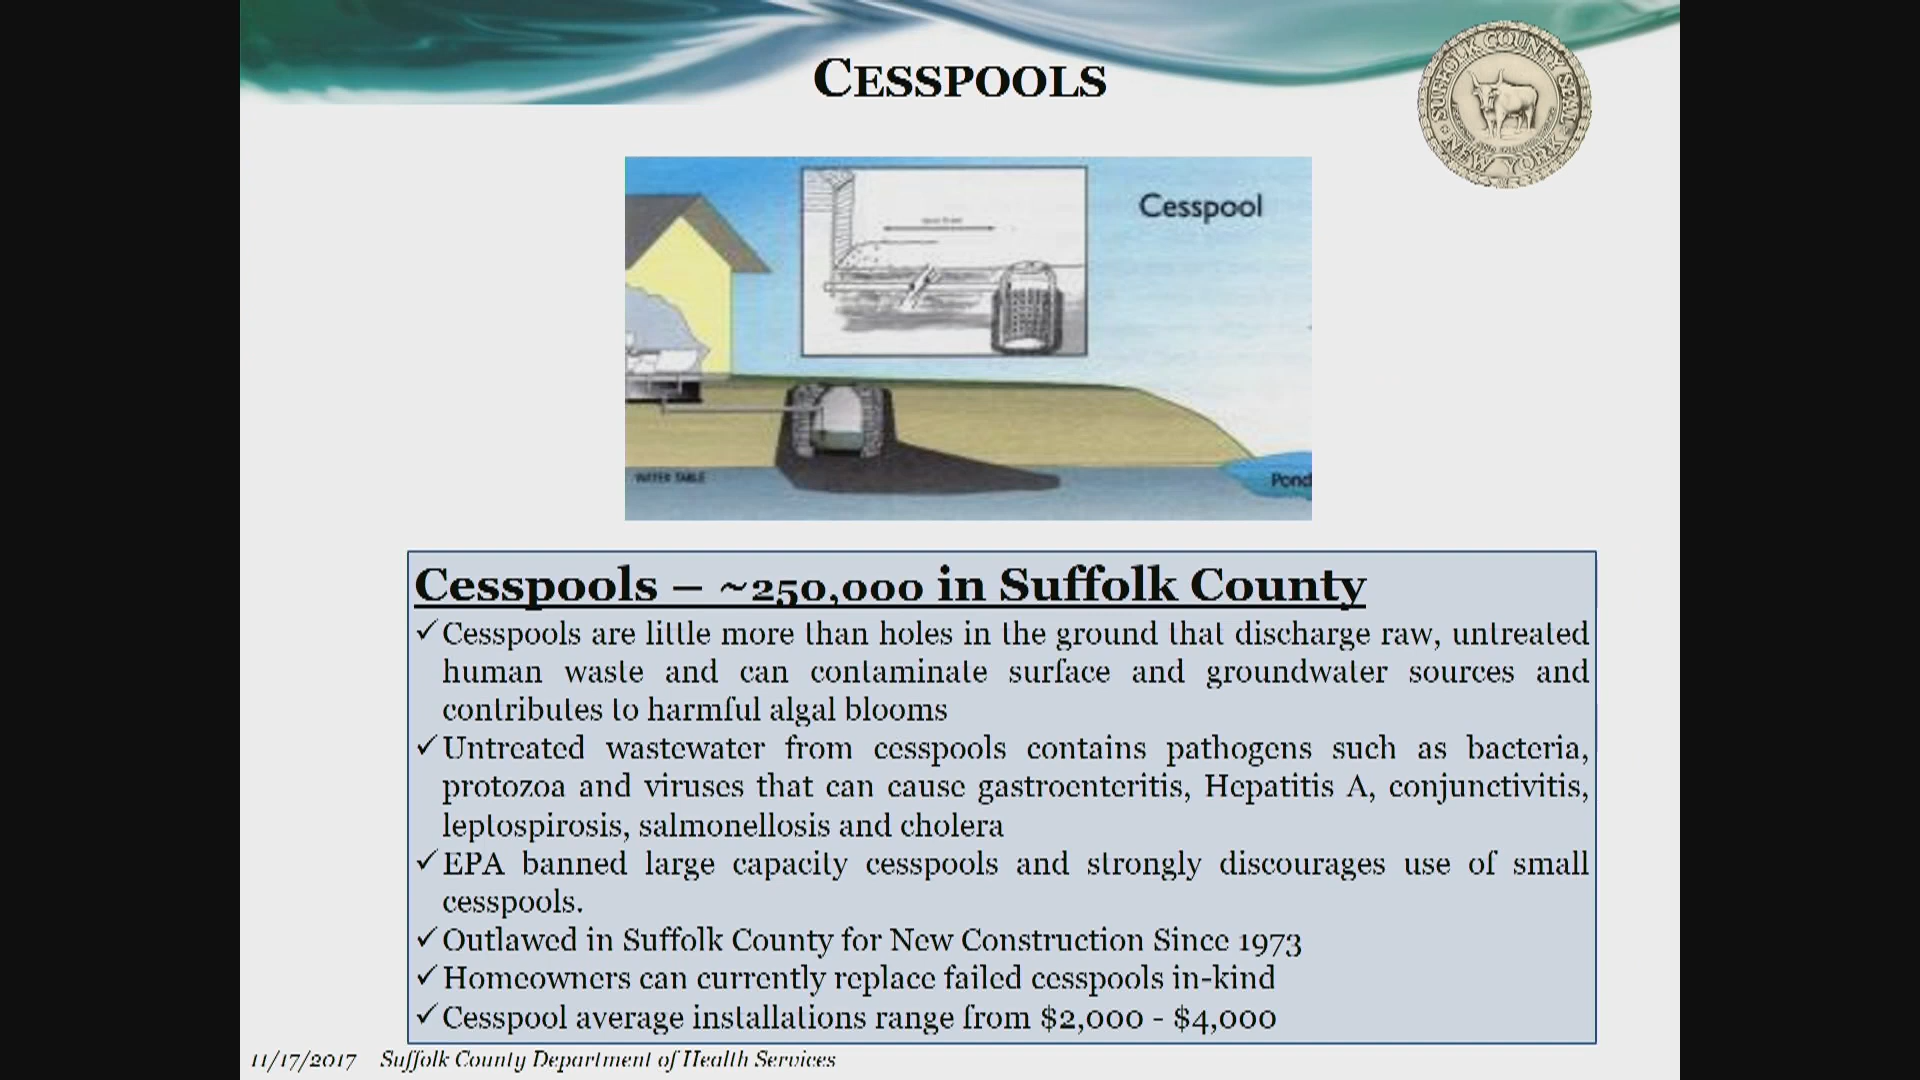 CESSPOOLS
SUFFOLK COUNTY SEAL
NEW YORK
Cesspool
WATER TABLE
Pond
Cesspools – ~250,000 in Suffolk County
✓Cesspools are little more than holes in the ground that discharge raw, untreated
human waste and can contaminate surface and groundwater sources and
contributes to harmful algal blooms
✓Untreated wastewater from cesspools contains pathogens such as bacteria,
protozoa and viruses that can cause gastroenteritis, Hepatitis A, conjunctivitis,
leptospirosis, salmonellosis and cholera
✓EPA banned large capacity cesspools and strongly discourages use of small
cesspools.
✓Outlawed in Suffolk County for New Construction Since 1973
✓Homeowners can currently replace failed cesspools in-kind
✓Cesspool average installations range from $2,000 - $4,000
11/17/2017 Suffolk County Department of Health Services